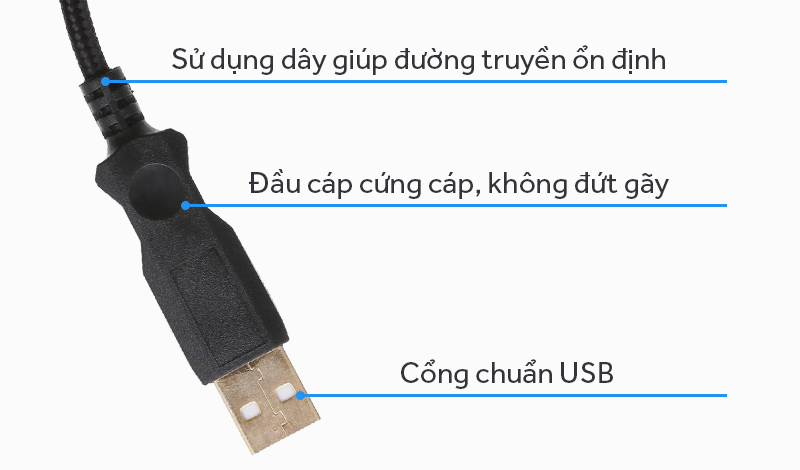 Sử dụng dây giúp đường truyền ổn định
Đầu cáp cứng cáp, không đứt gãy
Cổng chuẩn USB